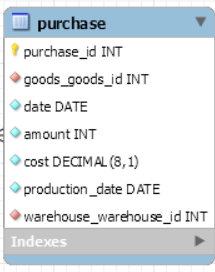 purchase
purchase_id INT
goods_goods_id INT
date DATE
amount INT
cost DECIMAL(8,1)
production_date DATE
warehouse_warehouse_id INT
Indexes